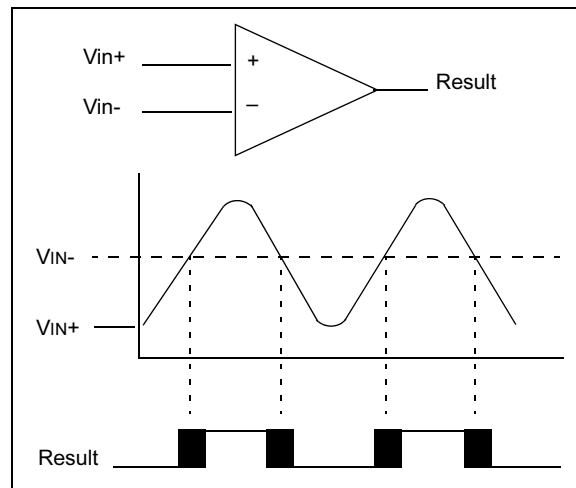 Vin+
+
Result
Vin-
–
VIN-
VIN+
Result